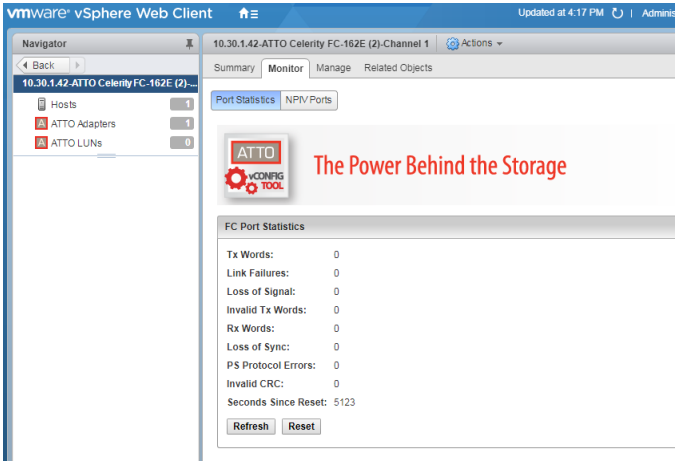 vmware® vSphere Web Client
Updated at 4:17 PM | Adminis
Navigator
Back
10.30.1.42-ATTO Celerity FC-162E (2)-...
Hosts 1
A ATTO Adapters 1
A ATTO LUNs 0
10.30.1.42-ATTO Celerity FC-162E (2)-Channel 1 Actions
Summary Monitor Manage Related Objects
Port Statistics NPIV Ports
ATTO
vCONFIG
TOOL
The Power Behind the Storage
FC Port Statistics
Tx Words: 0
Link Failures: 0
Loss of Signal: 0
Invalid Tx Words: 0
Rx Words: 0
Loss of Sync: 0
PS Protocol Errors: 0
Invalid CRC: 0
Seconds Since Reset: 5123
Refresh Reset